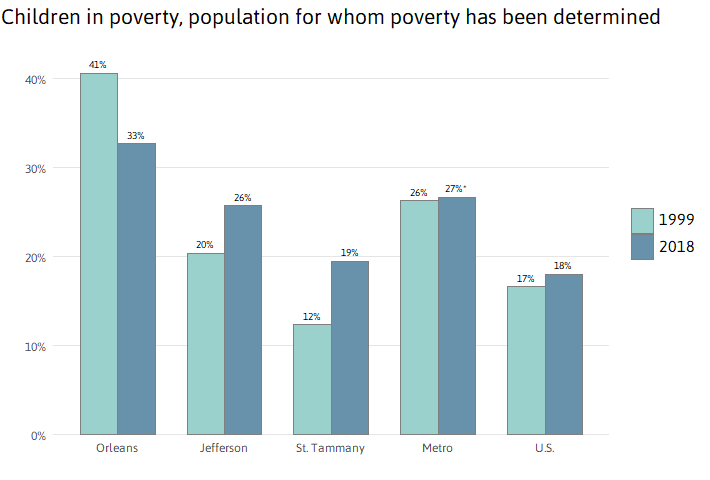 Children in poverty, population for whom poverty has been determined
40%
30%
20%
10%
0%
41%
33%
20%
26%
12%
19%
26%
27%*
17%
18%
Orleans
Jefferson
St. Tammany
Metro
U.S.
1999
2018